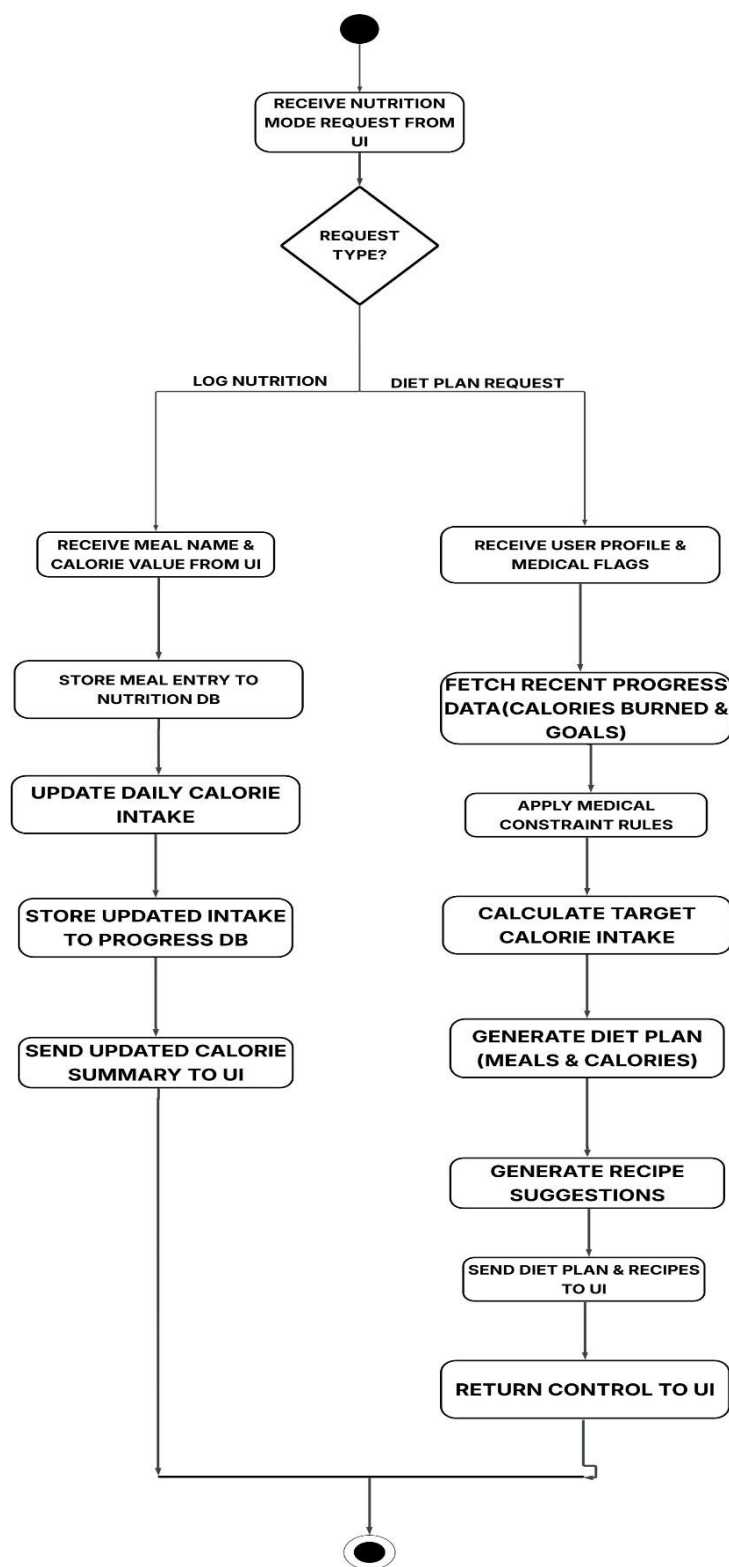 RECEIVE NUTRITION
MODE REQUEST FROM
UI
REQUEST
TYPE?
LOG NUTRITION
DIET PLAN REQUEST
RECEIVE MEAL NAME &
CALORIE VALUE FROM UI
STORE MEAL ENTRY TO
NUTRITION DB
UPDATE DAILY CALORIE
INTAKE
STORE UPDATED INTAKE
TO PROGRESS DB
SEND UPDATED CALORIE
SUMMARY TO UI
RECEIVE USER PROFILE &
MEDICAL FLAGS
FETCH RECENT PROGRESS
DATA(CALORIES BURNED &
GOALS)
APPLY MEDICAL
CONSTRAINT RULES
CALCULATE TARGET
CALORIE INTAKE
GENERATE DIET PLAN
(MEALS & CALORIES)
GENERATE RECIPE
SUGGESTIONS
SEND DIET PLAN & RECIPES
TO UI
RETURN CONTROL TO UI